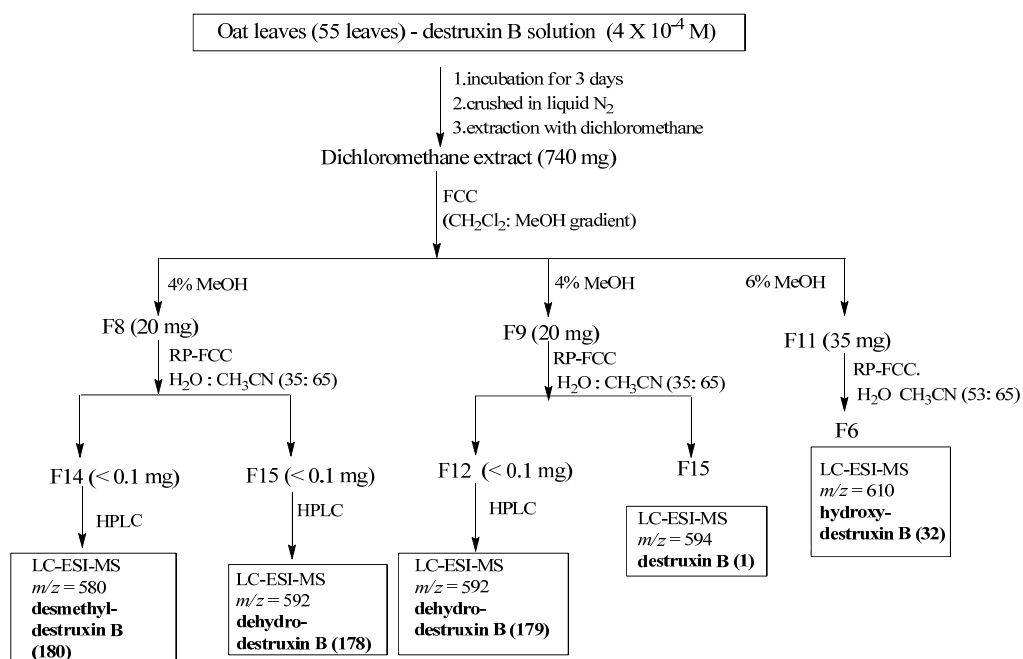 Oat leaves (55 leaves) - destruxin B solution (4 X 10⁻⁴ M)
1.incubation for 3 days
2.crushed in liquid N₂
3.extraction with dichloromethane
Dichloromethane extract (740 mg)
FCC
(CH₂Cl₂: MeOH gradient)
4% MeOH
4% MeOH
6% MeOH
F8 (20 mg)
F9 (20 mg)
F11 (35 mg)
RP-FCC
H₂O : CH₃CN (35: 65)
RP-FCC
H₂O : CH₃CN (35: 65)
RP-FCC.
H₂O CH₃CN (53: 65)
F14 (< 0.1 mg)
F15 (< 0.1 mg)
F12 (< 0.1 mg)
F15
F6
HPLC
HPLC
HPLC
LC-ESI-MS
m/z = 580
desmethyl-
destruxin B
(180)
LC-ESI-MS
m/z = 592
dehydro-
destruxin B (178)
LC-ESI-MS
m/z = 592
dehydro-
destruxin B (179)
LC-ESI-MS
m/z = 594
destruxin B (1)
LC-ESI-MS
m/z = 610
hydroxy-
destruxin B (32)